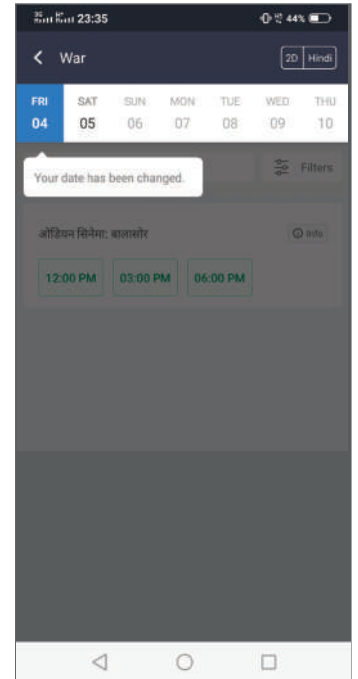 23:35 44%
War 2D Hindi
FRI SAT SUN MON TUE WED THU
04 05 06 07 08 09 10
Your date has been changed. Filters
ओडियन सिनेमा: बालासोर Info
12:00 PM 03:00 PM 06:00 PM